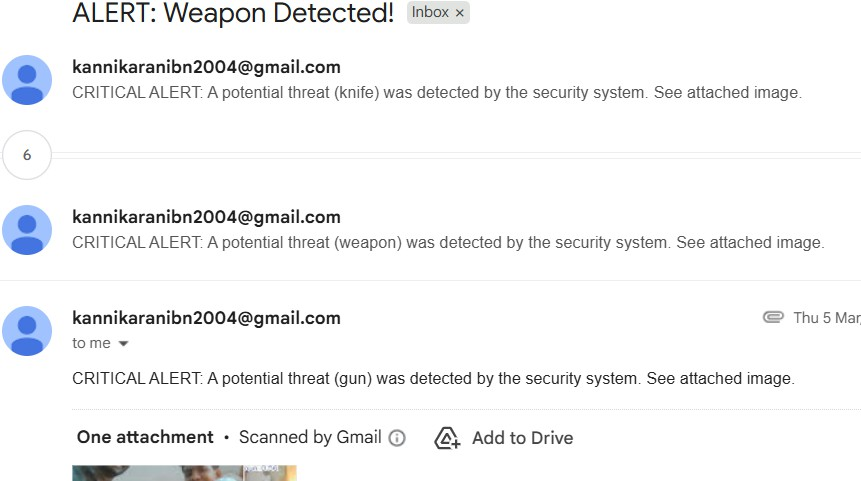 ALERT: Weapon Detected! Inbox ×
kannikaranibn2004@gmail.com
CRITICAL ALERT: A potential threat (knife) was detected by the security system. See attached image.
6
kannikaranibn2004@gmail.com
CRITICAL ALERT: A potential threat (weapon) was detected by the security system. See attached image.
kannikaranibn2004@gmail.com
Thu 5 Mar,
to me
CRITICAL ALERT: A potential threat (gun) was detected by the security system. See attached image.
One attachment • Scanned by Gmail
Add to Drive